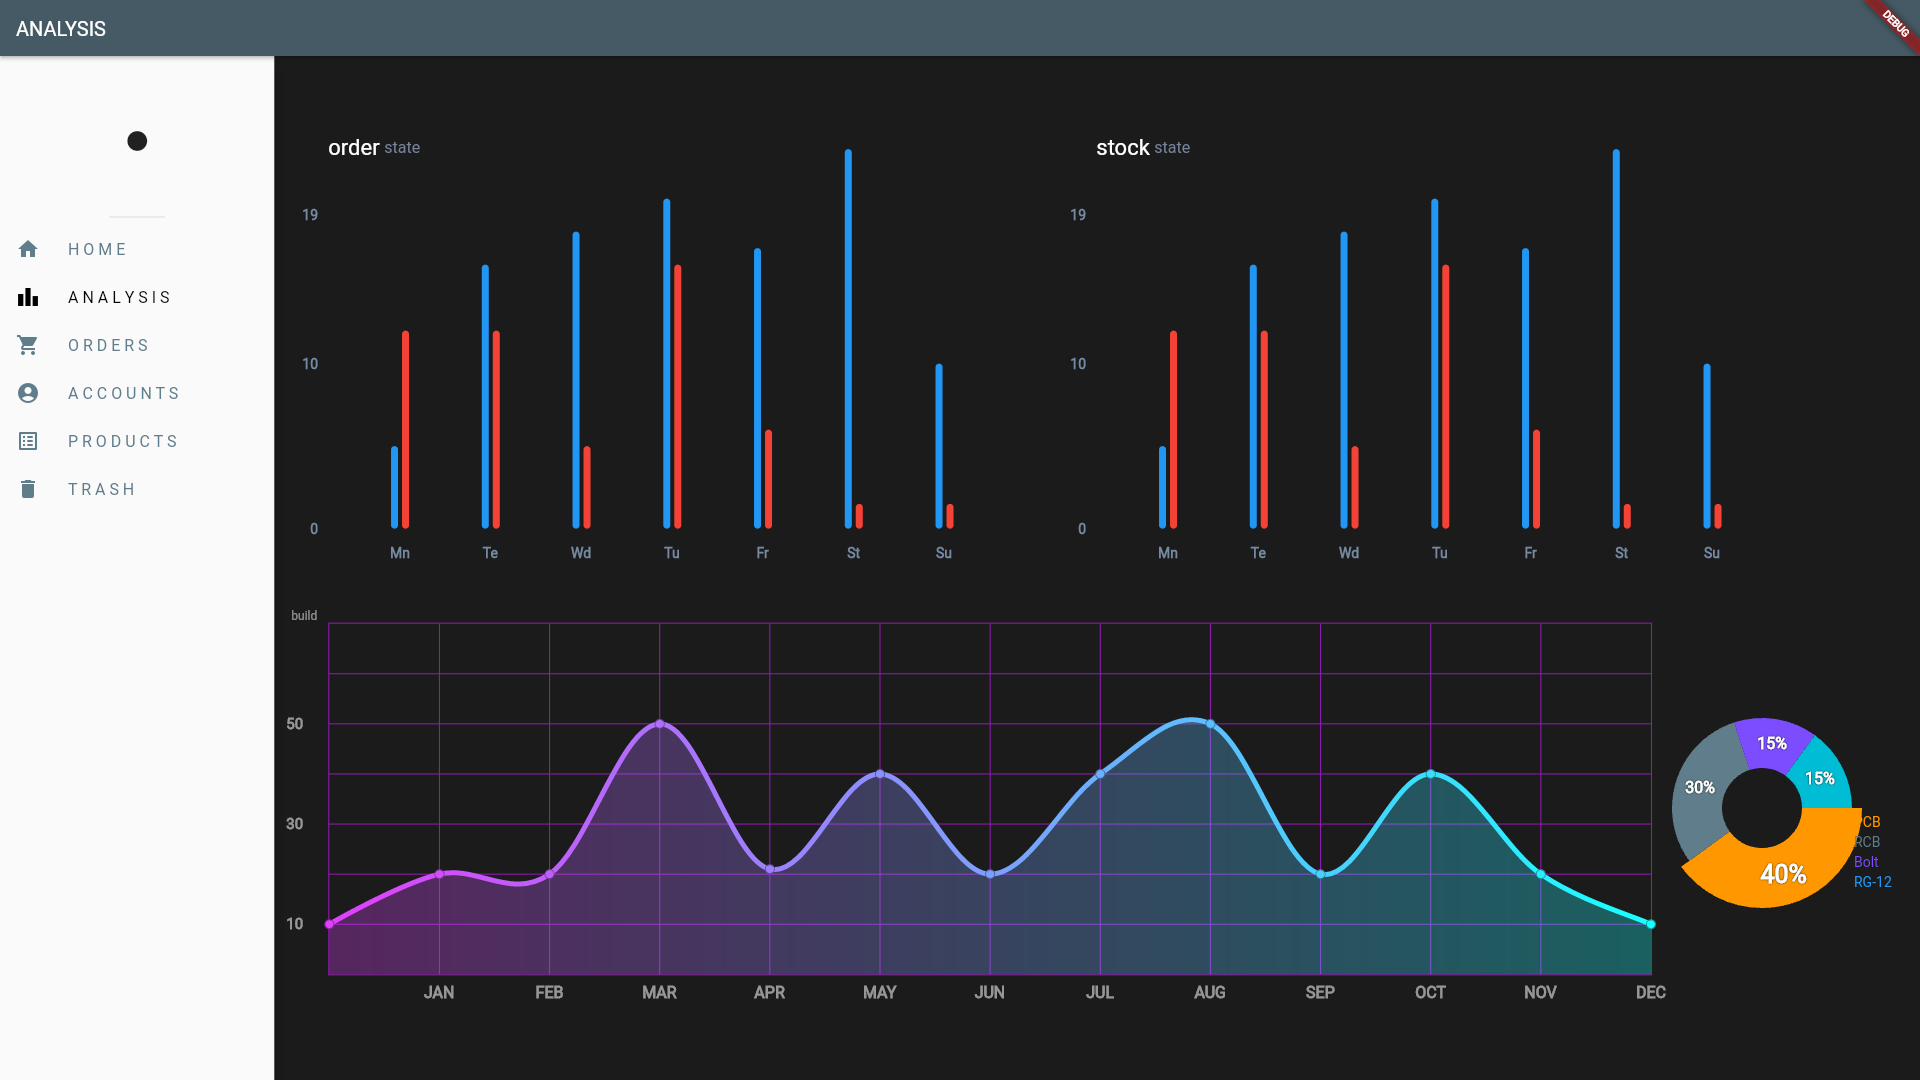 ANALYSIS
DEBUG
HOME
ANALYSIS
ORDERS
ACCOUNTS
PRODUCTS
TRASH
order state
19
10
0
Mn Te Wd Tu Fr St Su
stock state
19
10
0
Mn Te Wd Tu Fr St Su
build
50
30
10
JAN FEB MAR APR MAY JUN JUL AUG SEP OCT NOV DEC
15%
15%
30%
40%
RCB
Bolt
RG-12